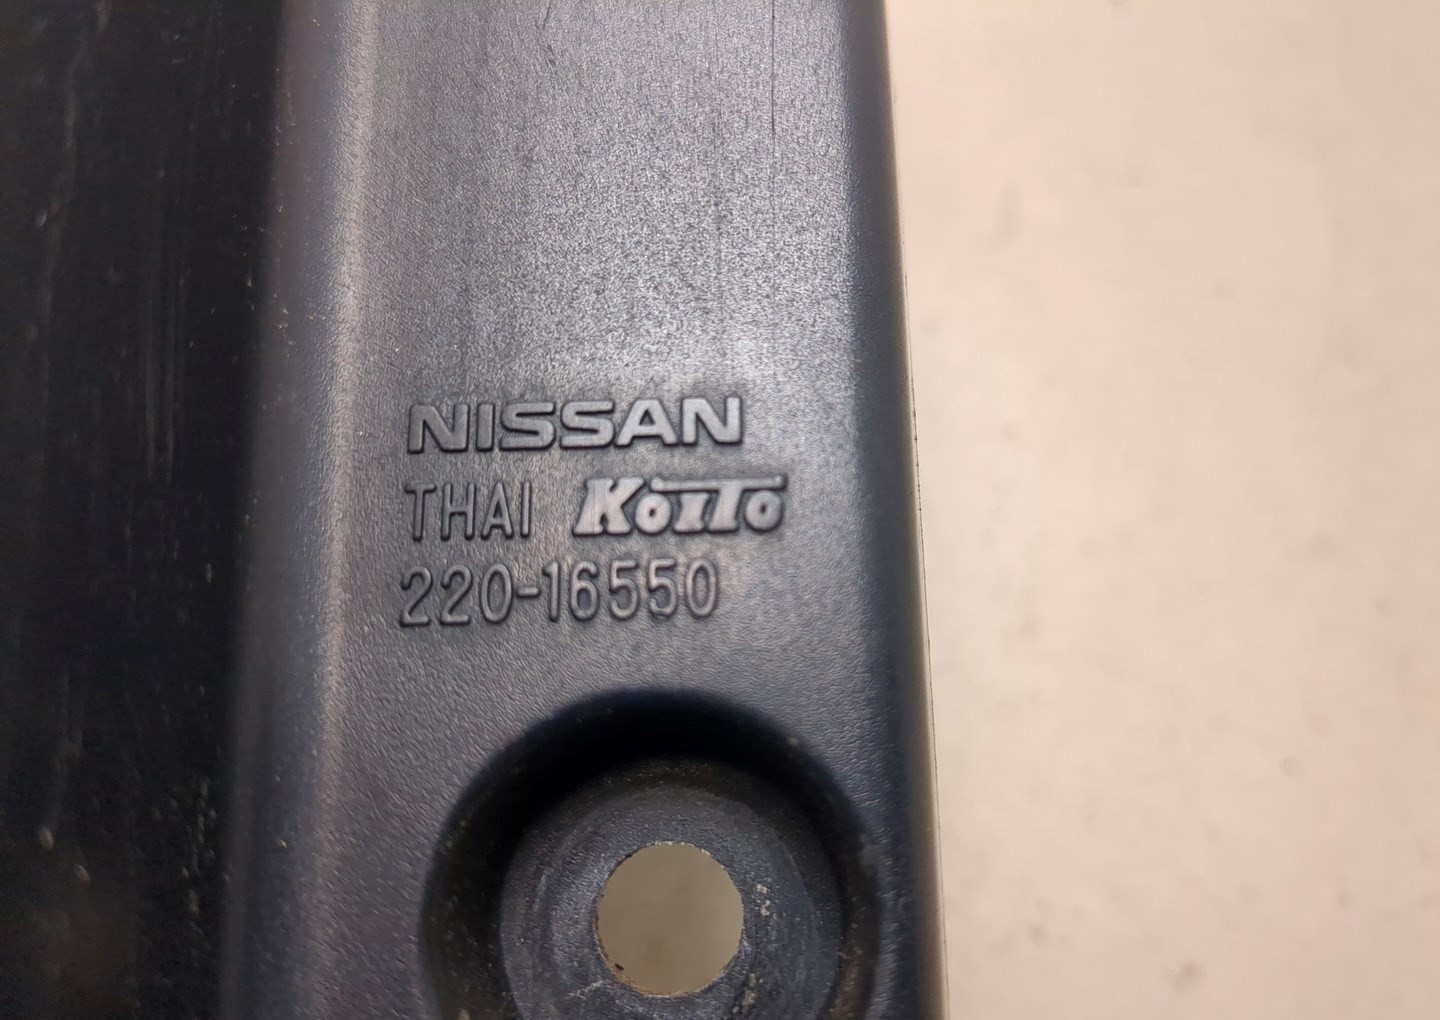 NISSAN
THAI KoITo
220-16550